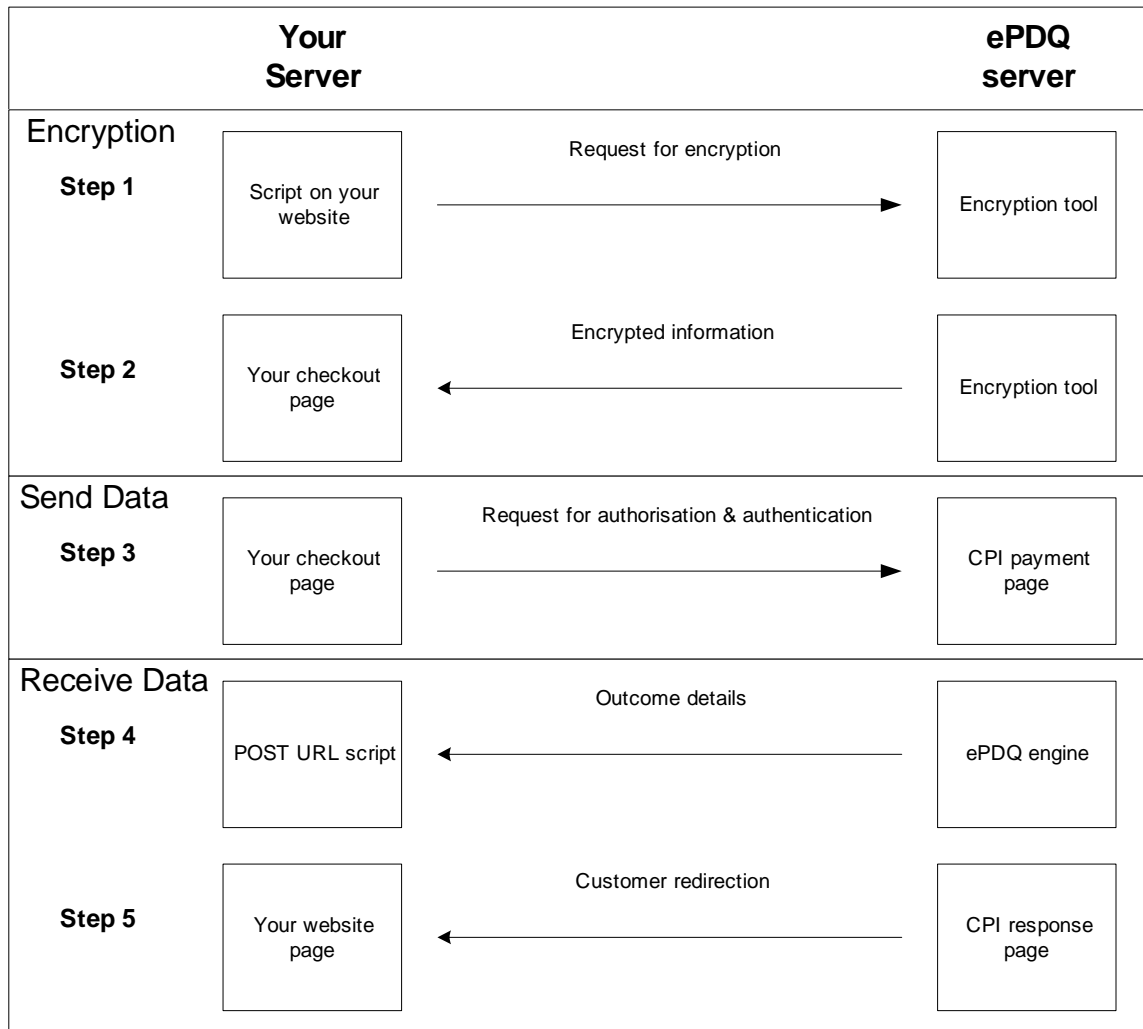 Your
Server
ePDQ
server
Encryption
Step 1
Script on your
website
Request for encryption
Encryption tool
Step 2
Your checkout
page
Encrypted information
Encryption tool
Send Data
Step 3
Your checkout
page
Request for authorisation & authentication
CPI payment
page
Receive Data
Step 4
POST URL script
Outcome details
ePDQ engine
Step 5
Your website
page
Customer redirection
CPI response
page